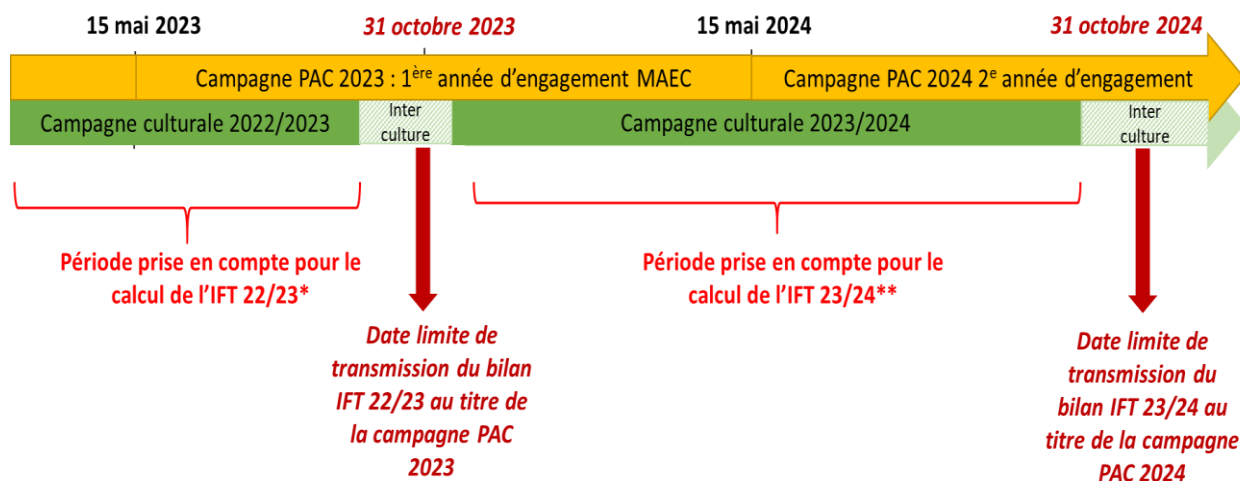 15 mai 2023
31 octobre 2023
15 mai 2024
31 octobre 2024
Campagne PAC 2023 : 1ère année d’engagement MAEC
Campagne PAC 2024 2e année d’engagement
Campagne culturale 2022/2023
Inter
culture
Campagne culturale 2023/2024
Inter
culture
Période prise en compte pour le
calcul de l’IFT 22/23*
Période prise en compte pour le
calcul de l’IFT 23/24**
Date limite de
transmission du bilan
IFT 22/23 au titre de
la campagne PAC
2023
Date limite de
transmission du
bilan IFT 23/24 au
titre de la campagne
PAC 2024